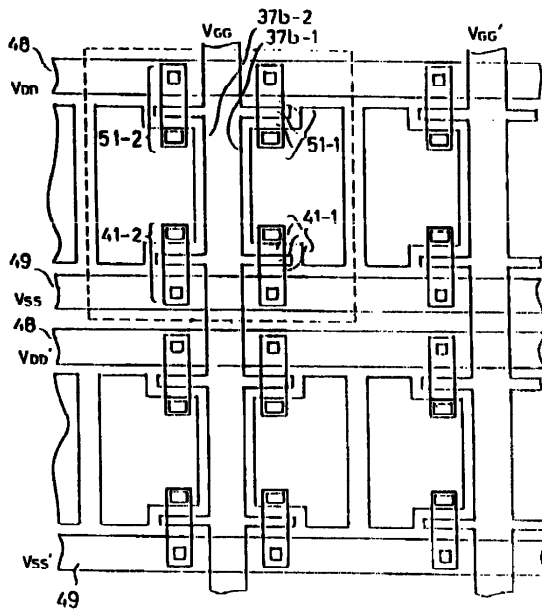 VGG 37b-2 VGG'
37b-1
48
VDD
51-2 51-1
41-2 41-1
49
VSS
48
VDD'
VSS'
49